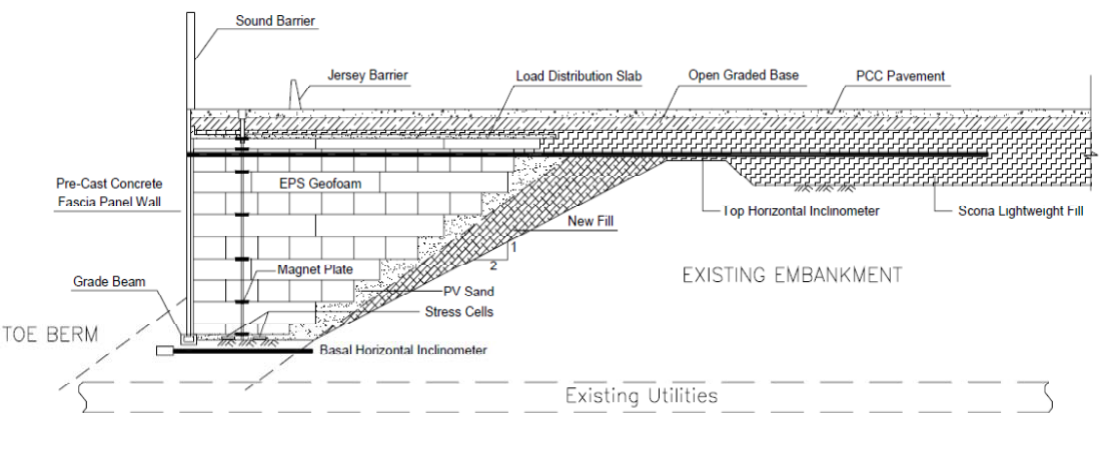 Sound Barrier
Jersey Barrier
Load Distribution Slab
Open Graded Base
PCC Pavement
Pre-Cast Concrete
Fascia Panel Wall
EPS Geofoam
Top Horizontal Inclinometer
Scoria Lightweight Fill
New Fill
1
2
Magnet Plate
EXISTING EMBANKMENT
Grade Beam
PV Sand
Stress Cells
TOE BERM
Basal Horizontal Inclinometer
Existing Utilities